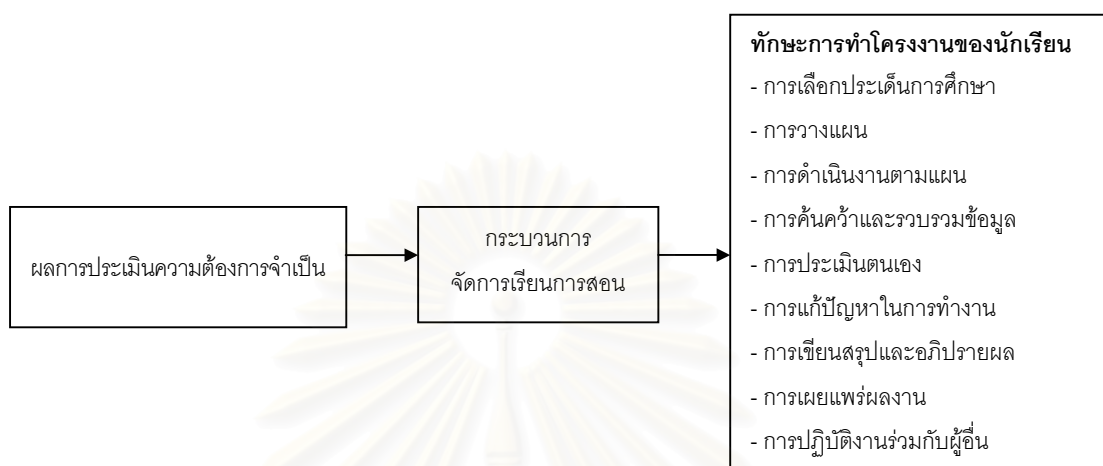 ผลการประเมินความต้องการจำเป็น
กระบวนการ
จัดการเรียนการสอน
ทักษะการทำโครงงานของนักเรียน
- การเลือกประเด็นการศึกษา
- การวางแผน
- การดำเนินงานตามแผน
- การค้นคว้าและรวบรวมข้อมูล
- การประเมินตนเอง
- การแก้ปัญหาในการทำงาน
- การเขียนสรุปและอภิปรายผล
- การเผยแพร่ผลงาน
- การปฏิบัติงานร่วมกับผู้อื่น